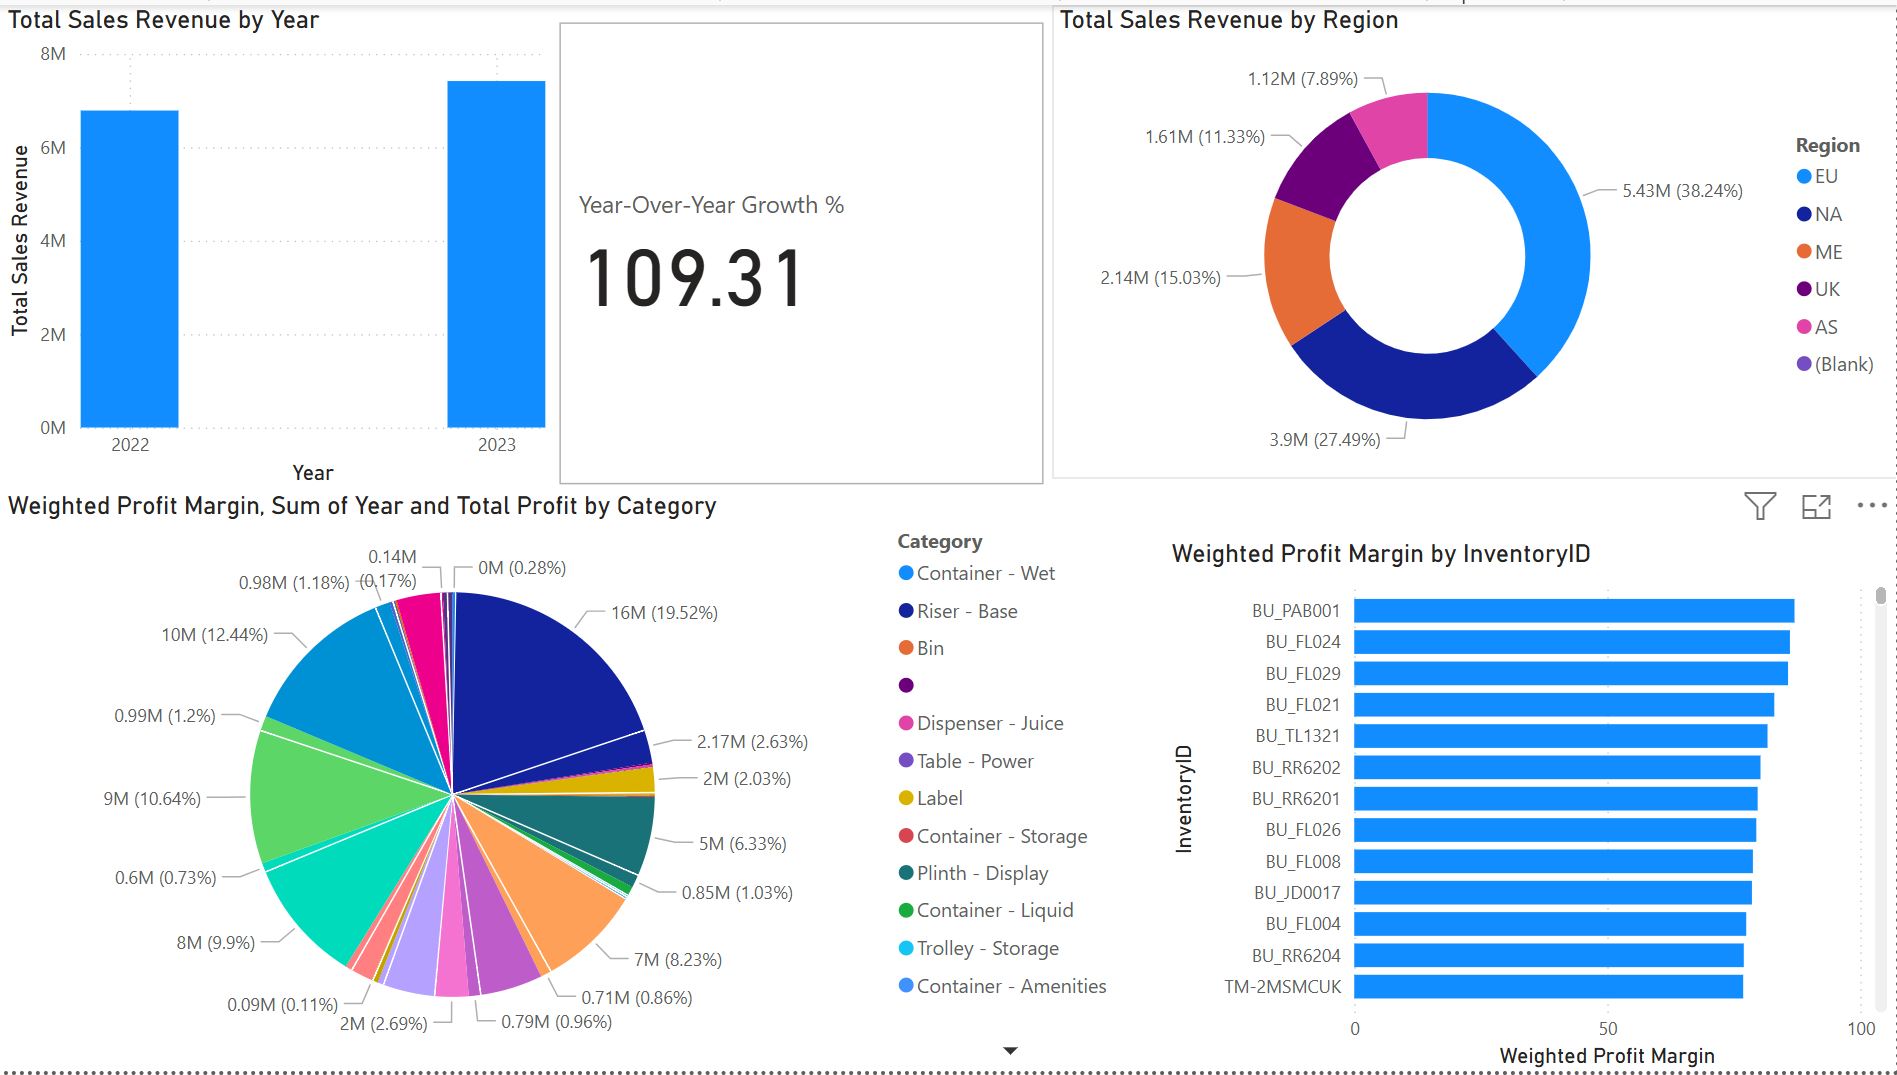 Total Sales Revenue by Year
8M
6M
4M
2M
0M
Total Sales Revenue
2022
2023
Year
Year-Over-Year Growth %
109.31
Total Sales Revenue by Region
1.12M (7.89%)
1.61M (11.33%)
2.14M (15.03%)
3.9M (27.49%)
5.43M (38.24%)
Region
EU
NA
ME
UK
AS
(Blank)
Weighted Profit Margin, Sum of Year and Total Profit by Category
0.14M
(0.17%)
0M (0.28%)
0.98M (1.18%)
16M (19.52%)
10M (12.44%)
2.17M (2.63%)
0.99M (1.2%)
2M (2.03%)
9M (10.64%)
5M (6.33%)
0.6M (0.73%)
0.85M (1.03%)
8M (9.9%)
7M (8.23%)
0.09M (0.11%)
0.71M (0.86%)
2M (2.69%)
0.79M (0.96%)
Category
Container - Wet
Riser - Base
Bin
Dispenser - Juice
Table - Power
Label
Container - Storage
Plinth - Display
Container - Liquid
Trolley - Storage
Container - Amenities
Weighted Profit Margin by InventoryID
InventoryID
BU_PAB001
BU_FL024
BU_FL029
BU_FL021
BU_TL1321
BU_RR6202
BU_RR6201
BU_FL026
BU_FL008
BU_JD0017
BU_FL004
BU_RR6204
TM-2MSMCUK
0
50
100
Weighted Profit Margin